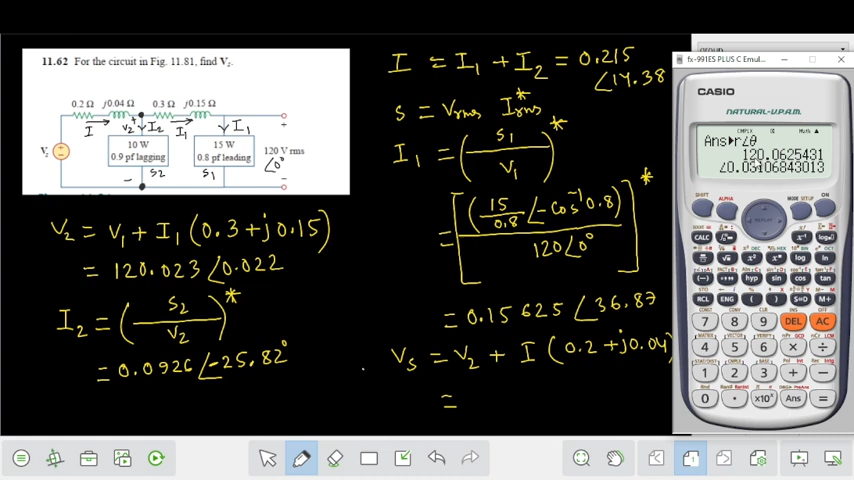 11.62 For the circuit in Fig. 11.81, find Vs.
0.2 Ω j0.04 Ω 0.3 Ω j0.15 Ω
I V2 + I2 I1 I1 +
Vs
10 W
0.9 pf lagging
S2
15 W
0.8 pf leading
S1
120 V rms
∠0°
V2 = V1 + I1 (0.3 + j0.15)
= 120.023 ∠0.022
I2 = (S2 / V2)*
= 0.0926 ∠-25.82°
I = I1 + I2 = 0.215
∠14.38
S = Vrms I*rms
I1 = (S1 / V1)*
= [(15/0.8 ∠-cos⁻¹0.8) / 120∠0°]*
= 0.15625 ∠36.87
Vs = V2 + I (0.2 + j0.04)
=
fx-991ES PLUS C Emul
CASIO
NATURAL-V.P.A.M.
CMPLX Math ▲
Ans▶r∠θ
120.0625431
∠0.03106843013
SHIFT ALPHA REPLAY MODE SETUP ON
CALC
hyp sin cos tan
RCL ENG ( ) S⇔D M+
7 8 9 DEL AC
4 5 6 × ÷
1 2 3 + −
0 . ×10ˣ Ans =